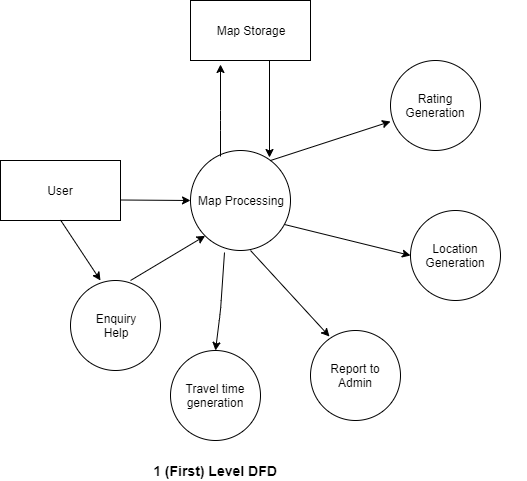 Map Storage
Rating
Generation
User
Map Processing
Location
Generation
Enquiry
Help
Report to
Admin
Travel time
generation
1 (First) Level DFD